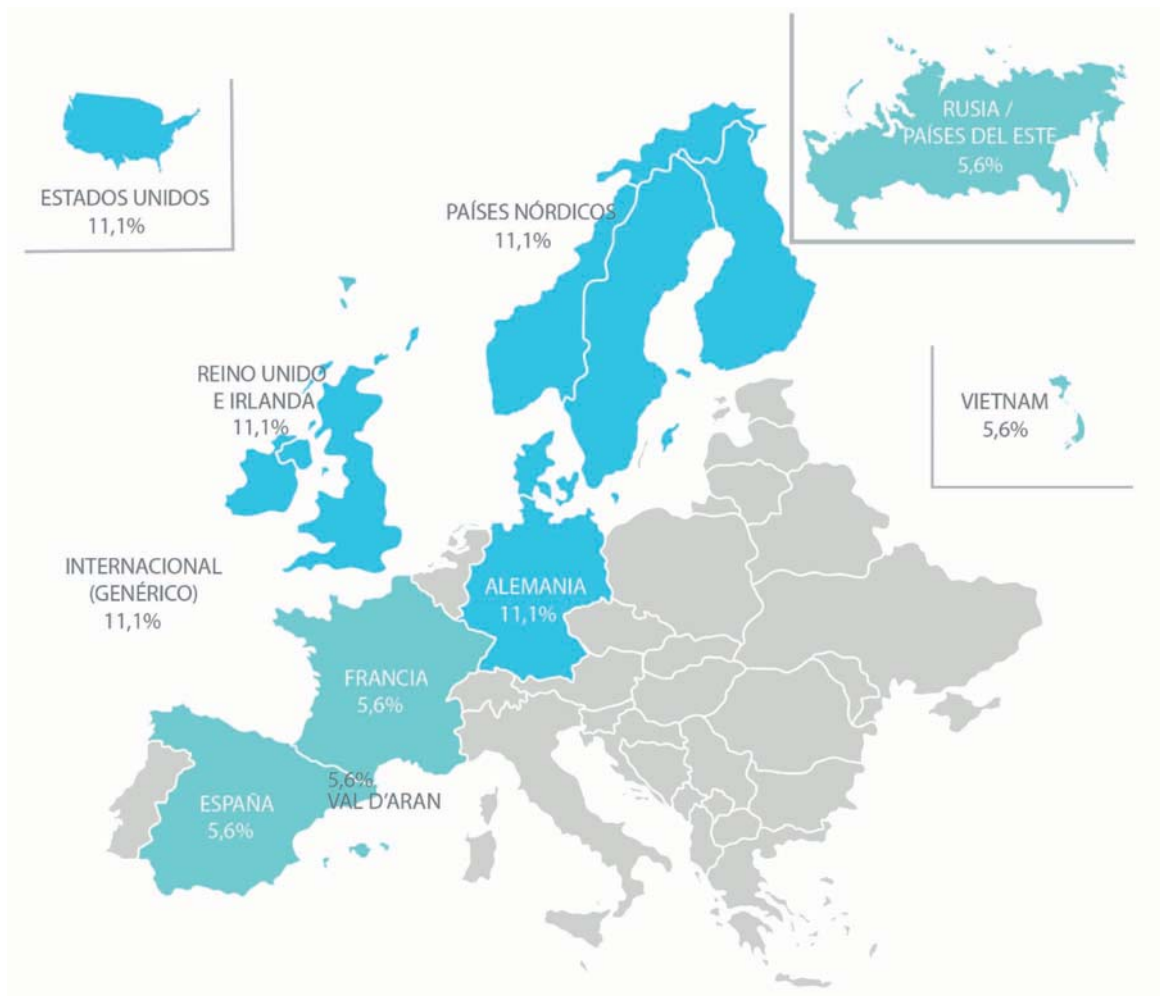 ESTADOS UNIDOS
11,1%
RUSIA /
PAÍSES DEL ESTE
5,6%
PAÍSES NÓRDICOS
11,1%
REINO UNIDO
E IRLANDA
11,1%
VIETNAM
5,6%
INTERNACIONAL
(GENÉRICO)
11,1%
ALEMANIA
11,1%
FRANCIA
5,6%
5,6%
VAL D'ARAN
ESPAÑA
5,6%